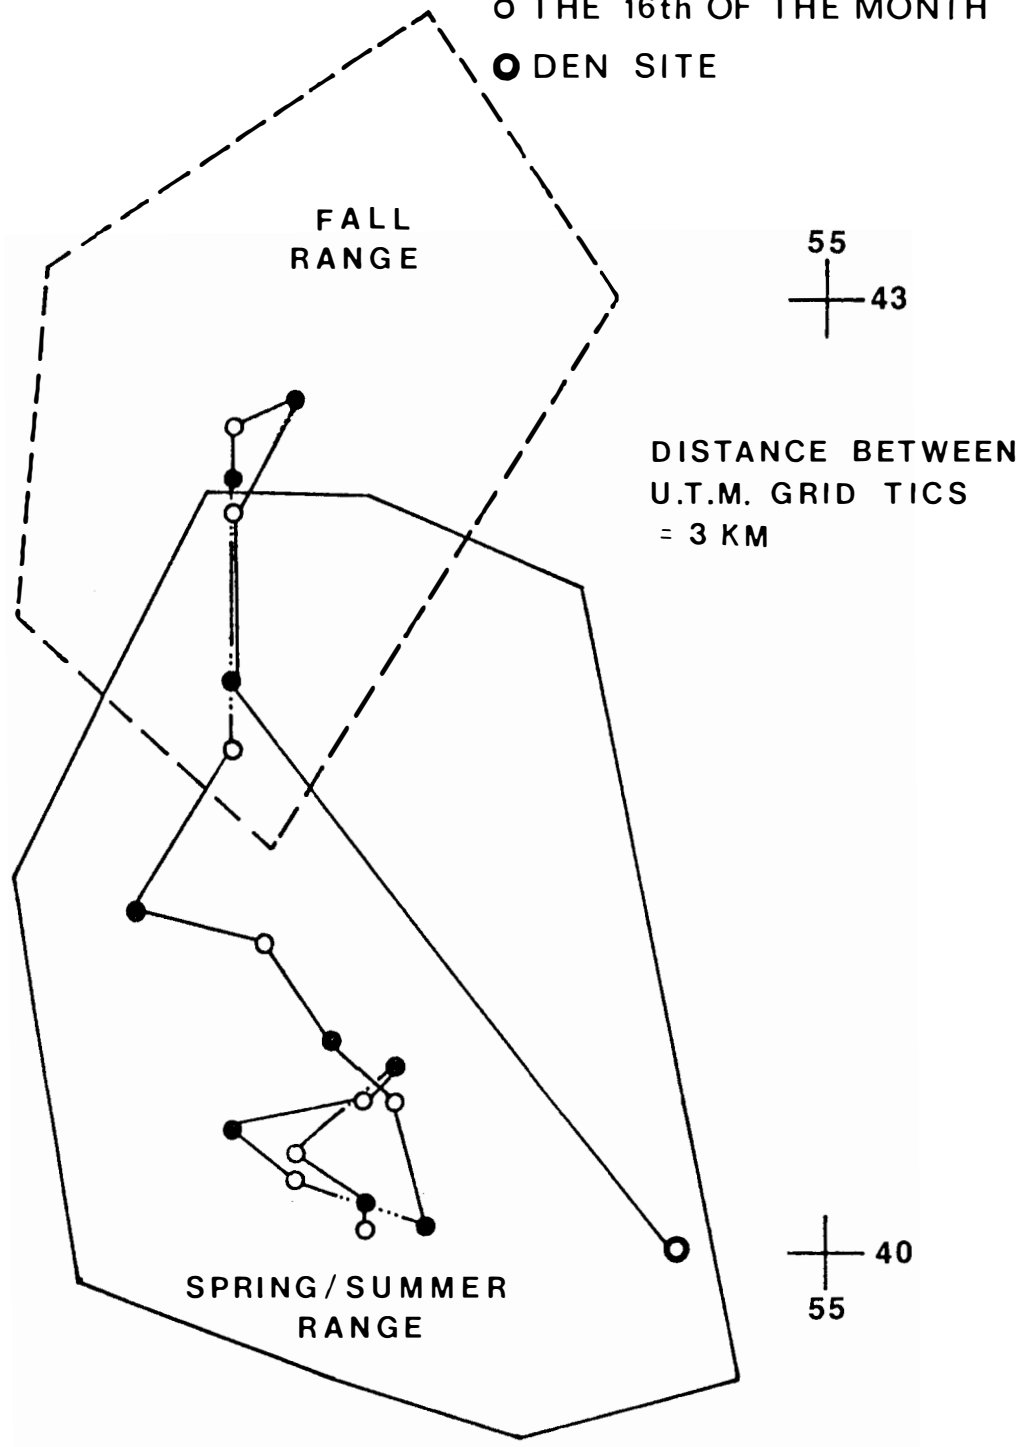 O THE 16th OF THE MONTH
O DEN SITE
FALL
RANGE
55
43
DISTANCE BETWEEN
U.T.M. GRID TICS
= 3 KM
40
55
SPRING/SUMMER
RANGE